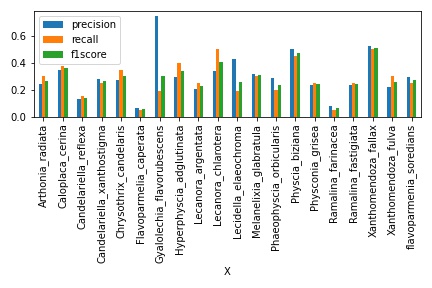 precision
recall
f1score
0.6
0.4
0.2
0.0
Arthonia_radiata
Caloplaca_cerina
Candelariella_reflexa
Candelariella_xanthostigma
Chrysothrix_candelaris
Flavoparmelia_caperata
Gyalolechia_flavorubescens
Hyperphyscia_adglutinata
Lecanora_argentata
Lecanora_chlarotera
Lecidella_elaeochroma
Melanelixia_glabratula
Phaeophyscia_orbicularis
Physcia_biziana
Physconia_grisea
Ramalina_farinacea
Ramalina_fastigiata
Xanthomendoza_fallax
Xanthomendoza_fulva
flavoparmenia_soredians
X